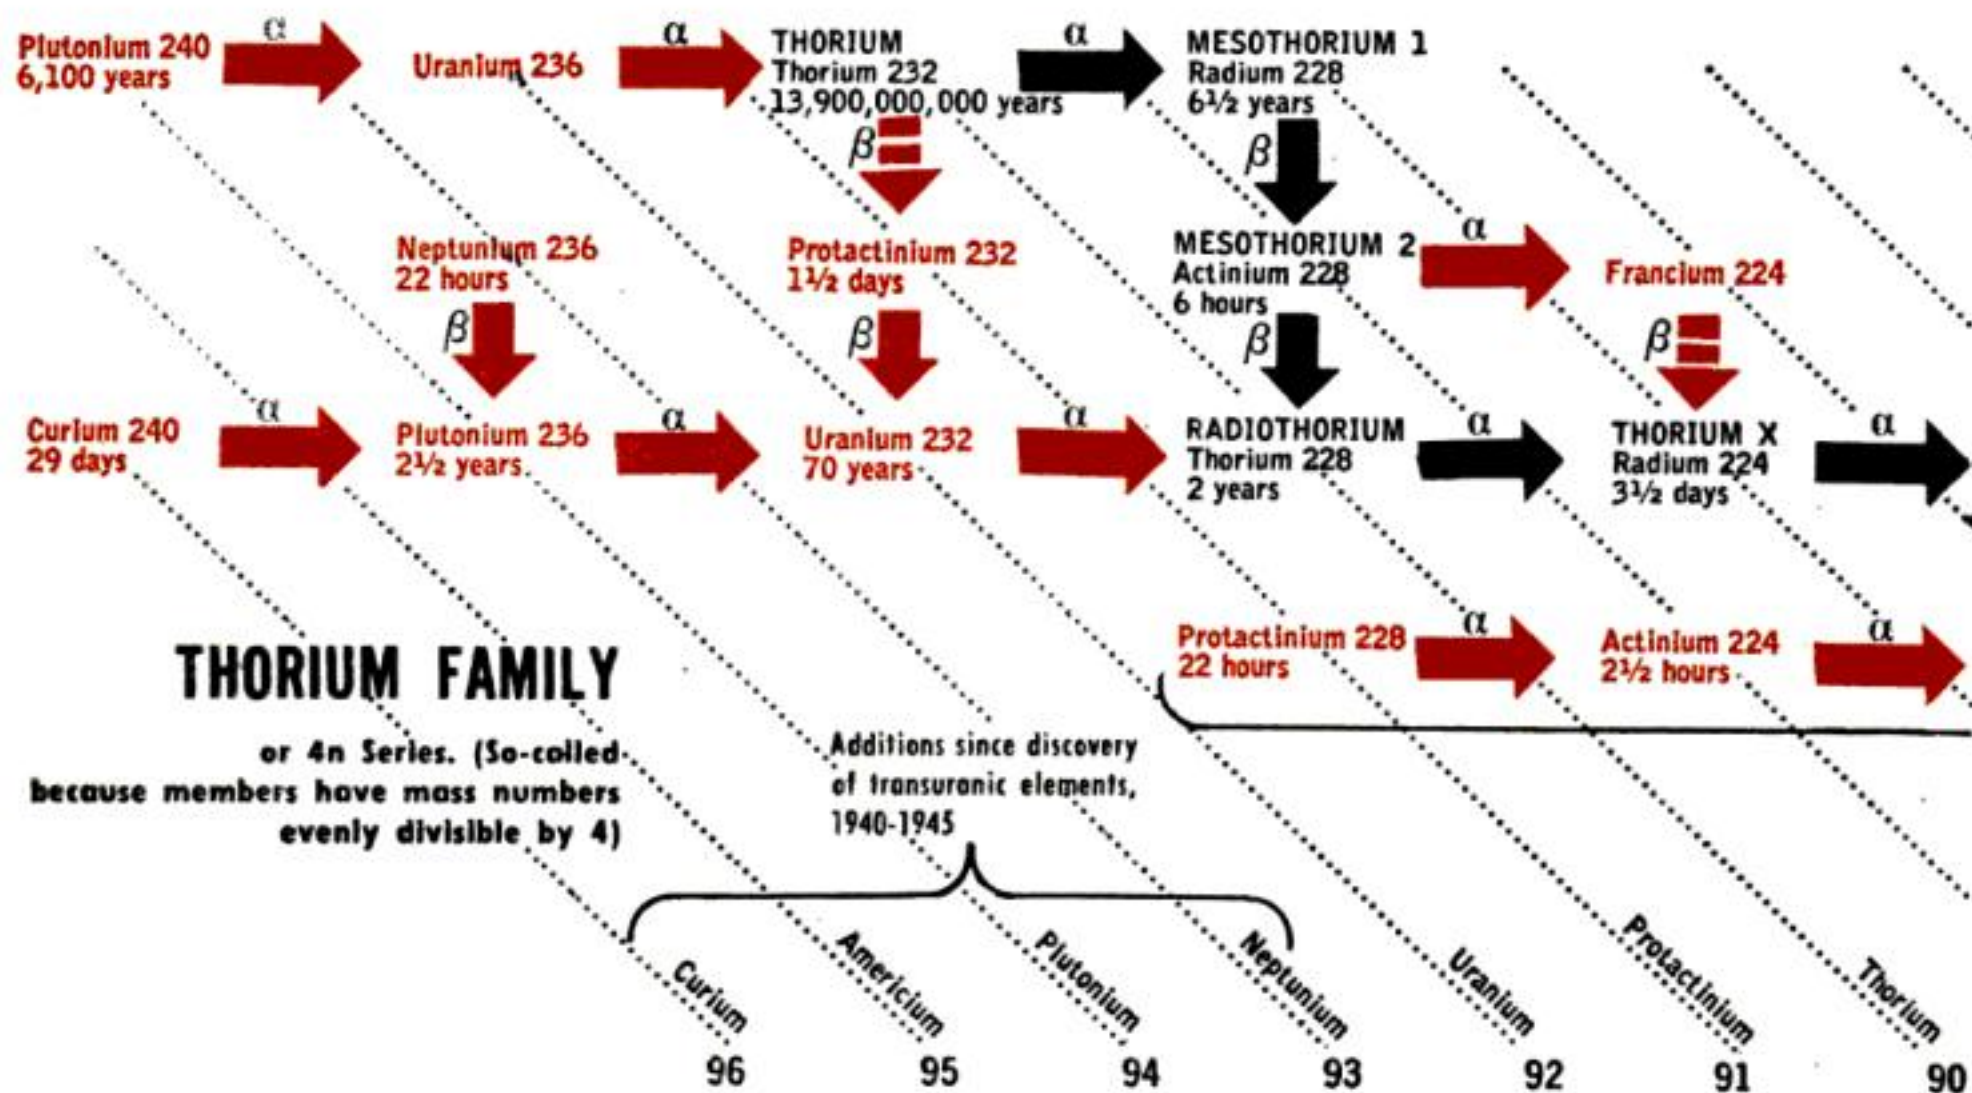 α
α
α
Plutonium 240
6,100 years
Uranium 236
THORIUM
Thorium 232
13,900,000,000 years
MESOTHORIUM 1
Radium 228
6½ years
β
β
Neptunium 236
22 hours
Protactinium 232
1½ days
MESOTHORIUM 2
Actinium 228
6 hours
α
Francium 224
β
β
β
β
Curium 240
29 days
α
Plutonium 236
2½ years
α
Uranium 232
70 years
α
RADIOTHORIUM
Thorium 228
2 years
α
THORIUM X
Radium 224
3½ days
α
Protactinium 228
22 hours
α
Actinium 224
2½ hours
α
THORIUM FAMILY
or 4n Series. (So-called
because members have mass numbers
evenly divisible by 4)
Additions since discovery
of transuranic elements,
1940-1945
Curium
Americium
Plutonium
Neptunium
Uranium
Protactinium
Thorium
96
95
94
93
92
91
90